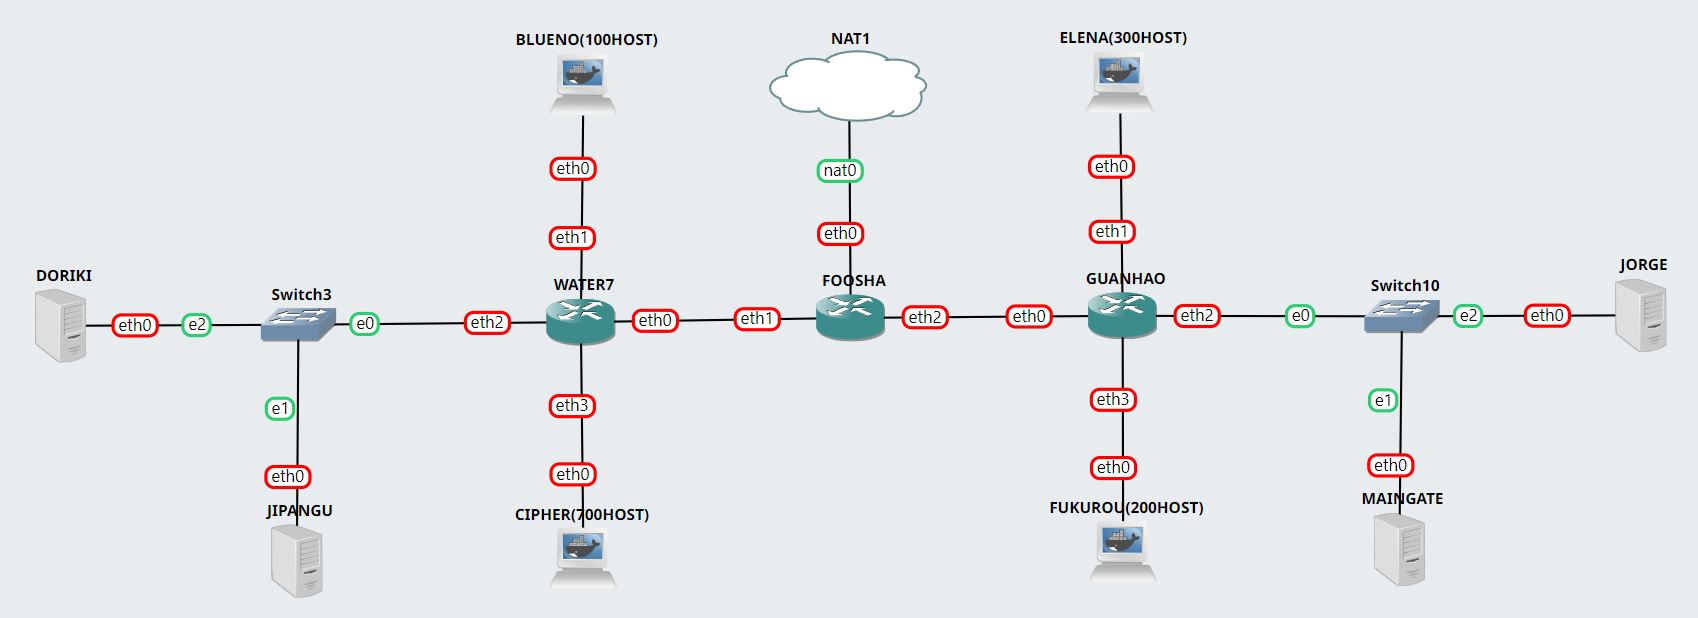 BLUENO(100HOST)
NAT1
ELENA(300HOST)
eth0
nat0
eth0
eth1
eth0
eth1
DORIKI
Switch3
WATER7
FOOSHA
GUANHAO
Switch10
JORGE
eth0
e2
e0
eth2
eth0
eth1
eth2
eth0
eth2
e0
e2
eth0
e1
eth3
eth3
e1
eth0
eth0
eth0
eth0
JIPANGU
CIPHER(700HOST)
FUKUROU(200HOST)
MAINGATE